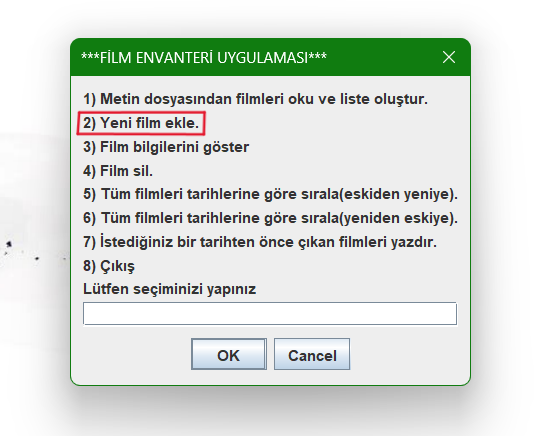 ***FİLM ENVANTERİ UYGULAMASI***
1) Metin dosyasından filmleri oku ve liste oluştur.
2) Yeni film ekle.
3) Film bilgilerini göster
4) Film sil.
5) Tüm filmleri tarihlerine göre sırala(eskiden yeniye).
6) Tüm filmleri tarihlerine göre sırala(yeniden eskiye).
7) İstediğiniz bir tarihten önce çıkan filmleri yazdır.
8) Çıkış
Lütfen seçiminizi yapınız
OK Cancel